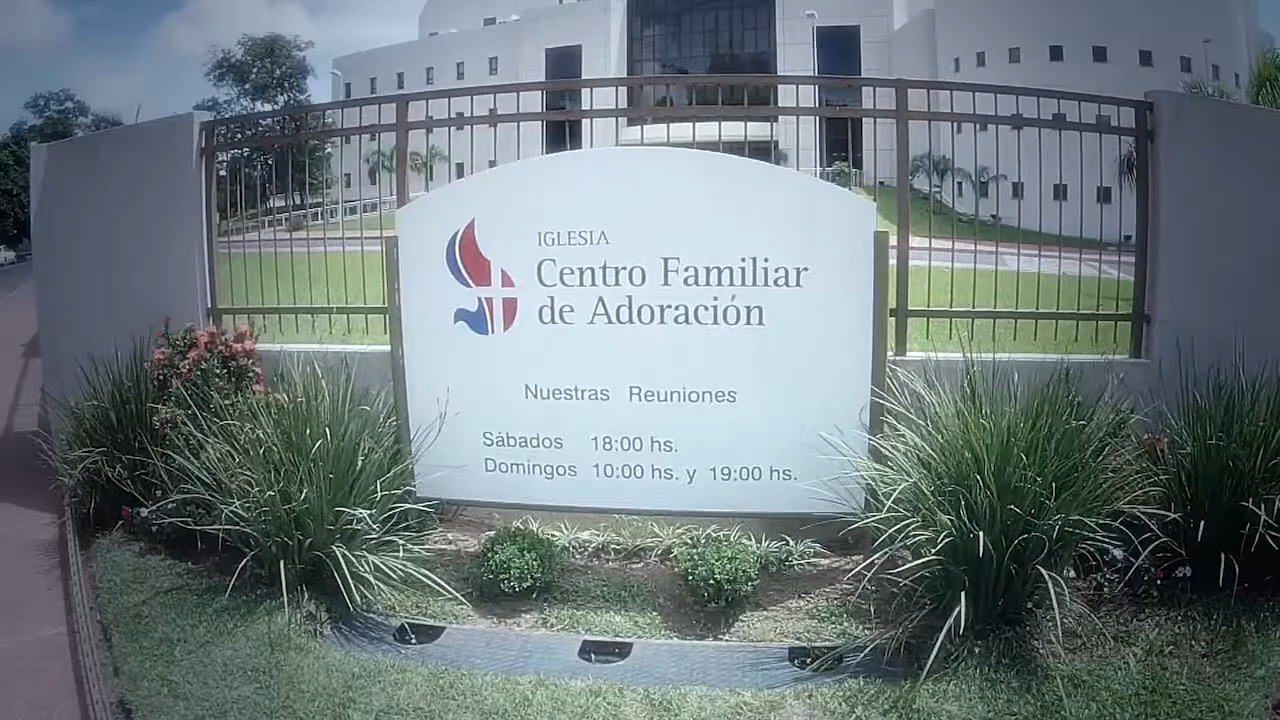 IGLESIA
Centro Familiar
de Adoración
Nuestras Reuniones
Sábados 18:00 hs.
Domingos 10:00 hs. y 19:00 hs.